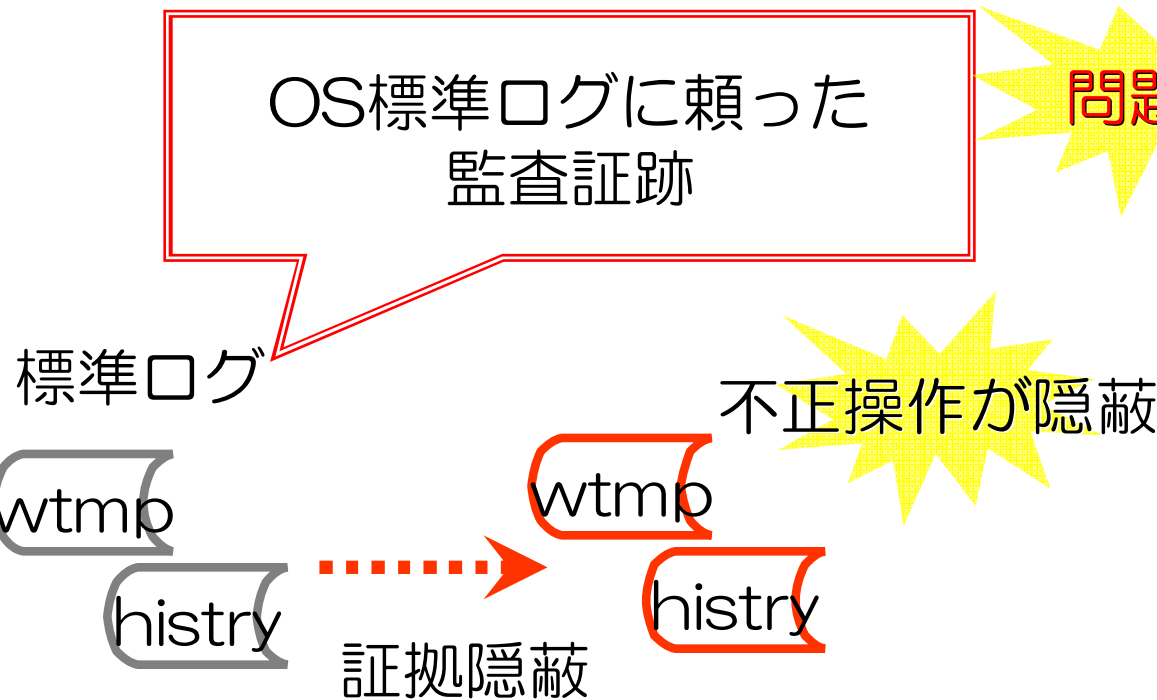 OS標準ログに頼った
監査証跡
問題
標準ログ
不正操作が隠蔽
wtmp
histry
wtmp
histry
証拠隠蔽